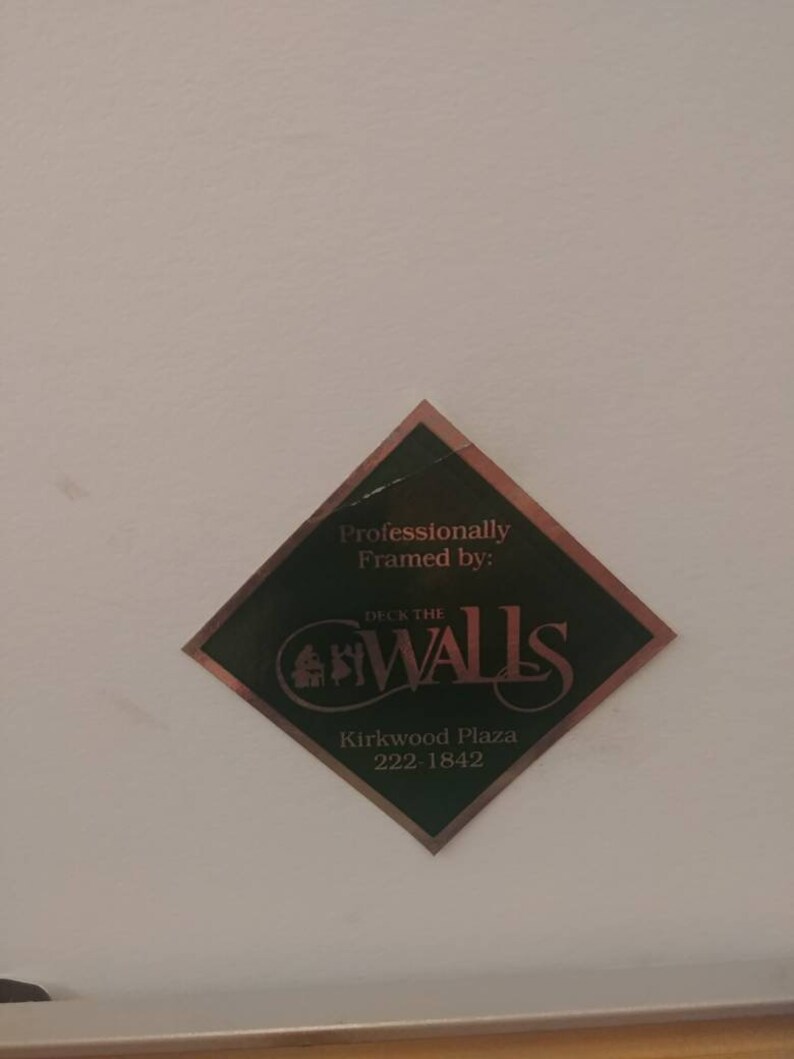 Professionally
Framed by:
DECK THE
WALLS
Kirkwood Plaza
222-1842